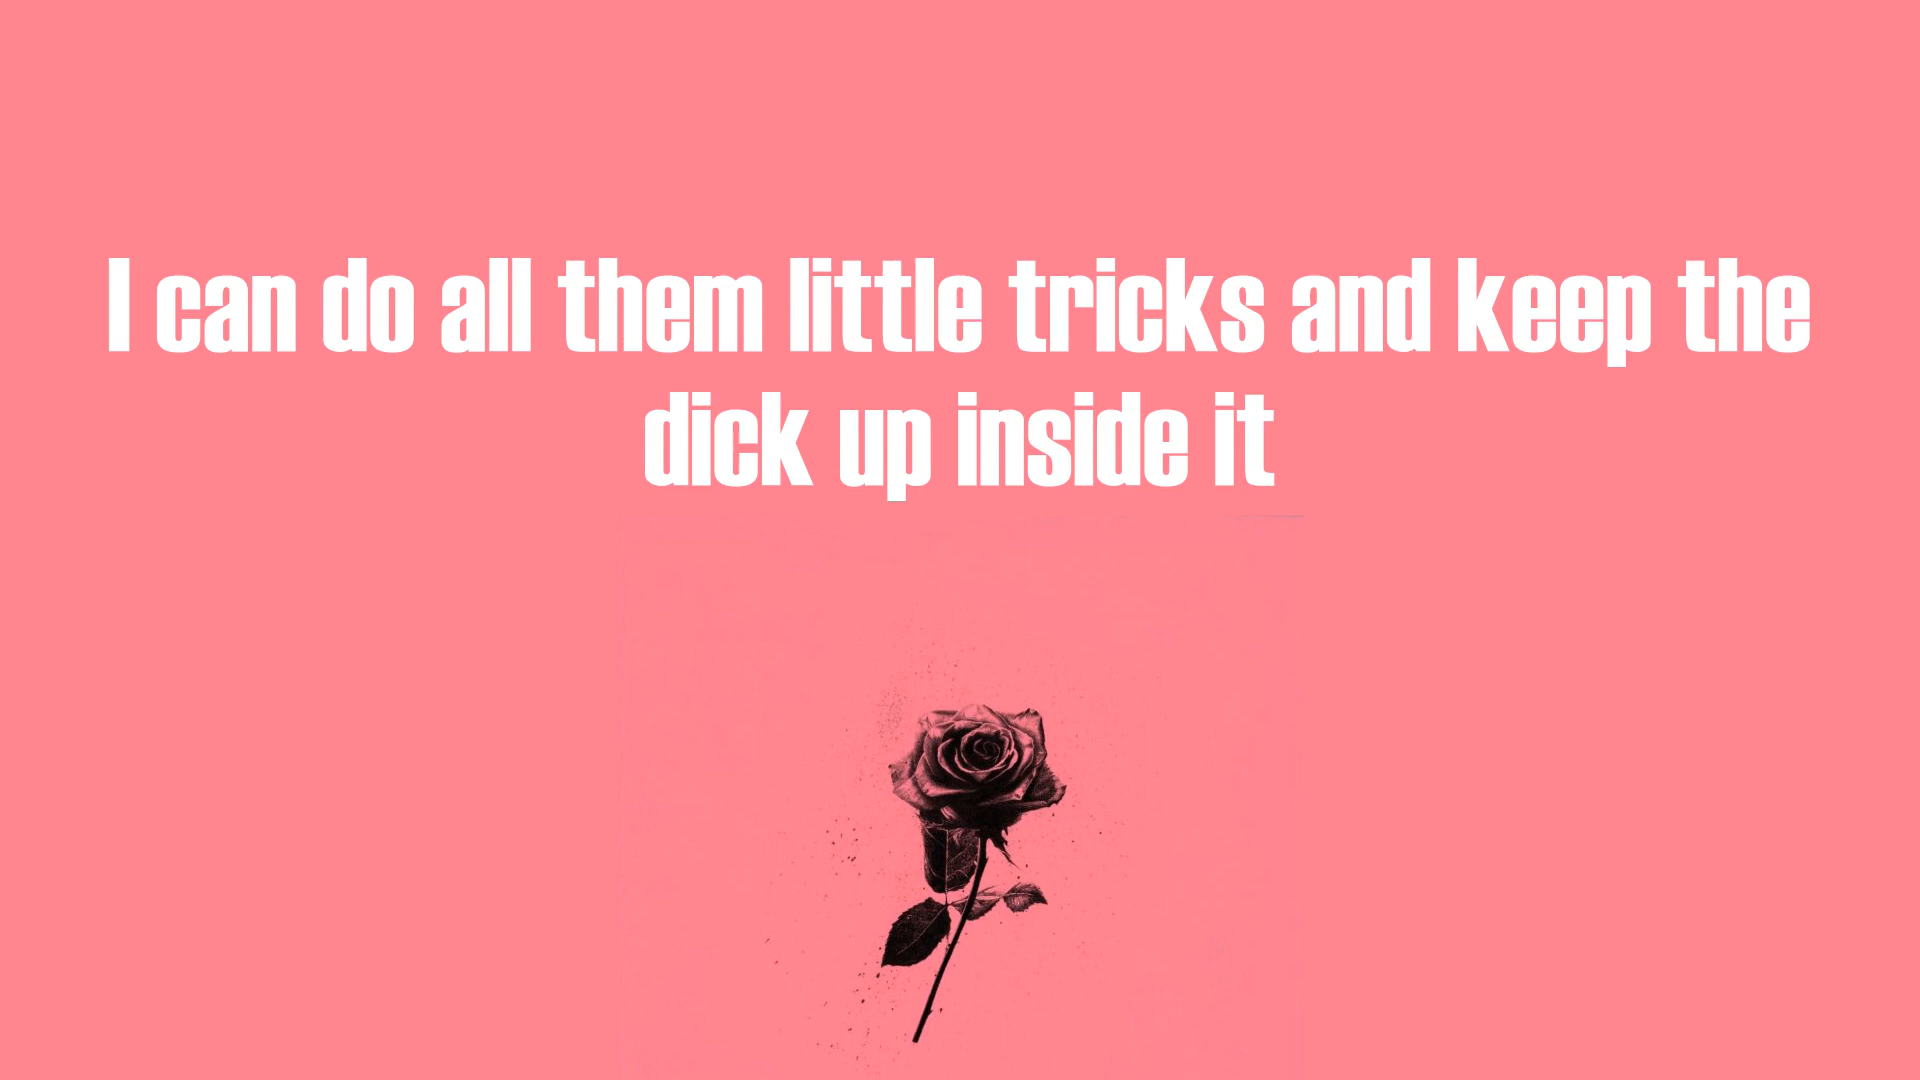 I can do all them little tricks and keep the
dick up inside it